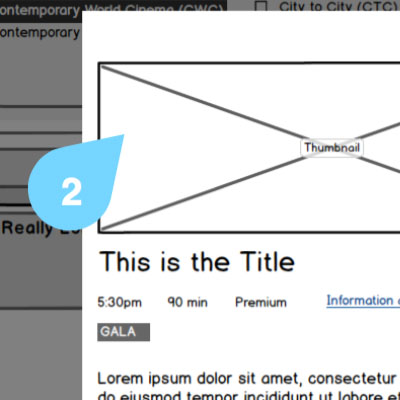 ontemporary World Cinema (CWC)
City to City (CTC)
ontemporary
Thumbnail
2
Really
This is the Title
5:30pm 90 min Premium Information
GALA
Lorem ipsum dolor sit amet, consectetur
do eiusmod tempor incididunt ut labore et